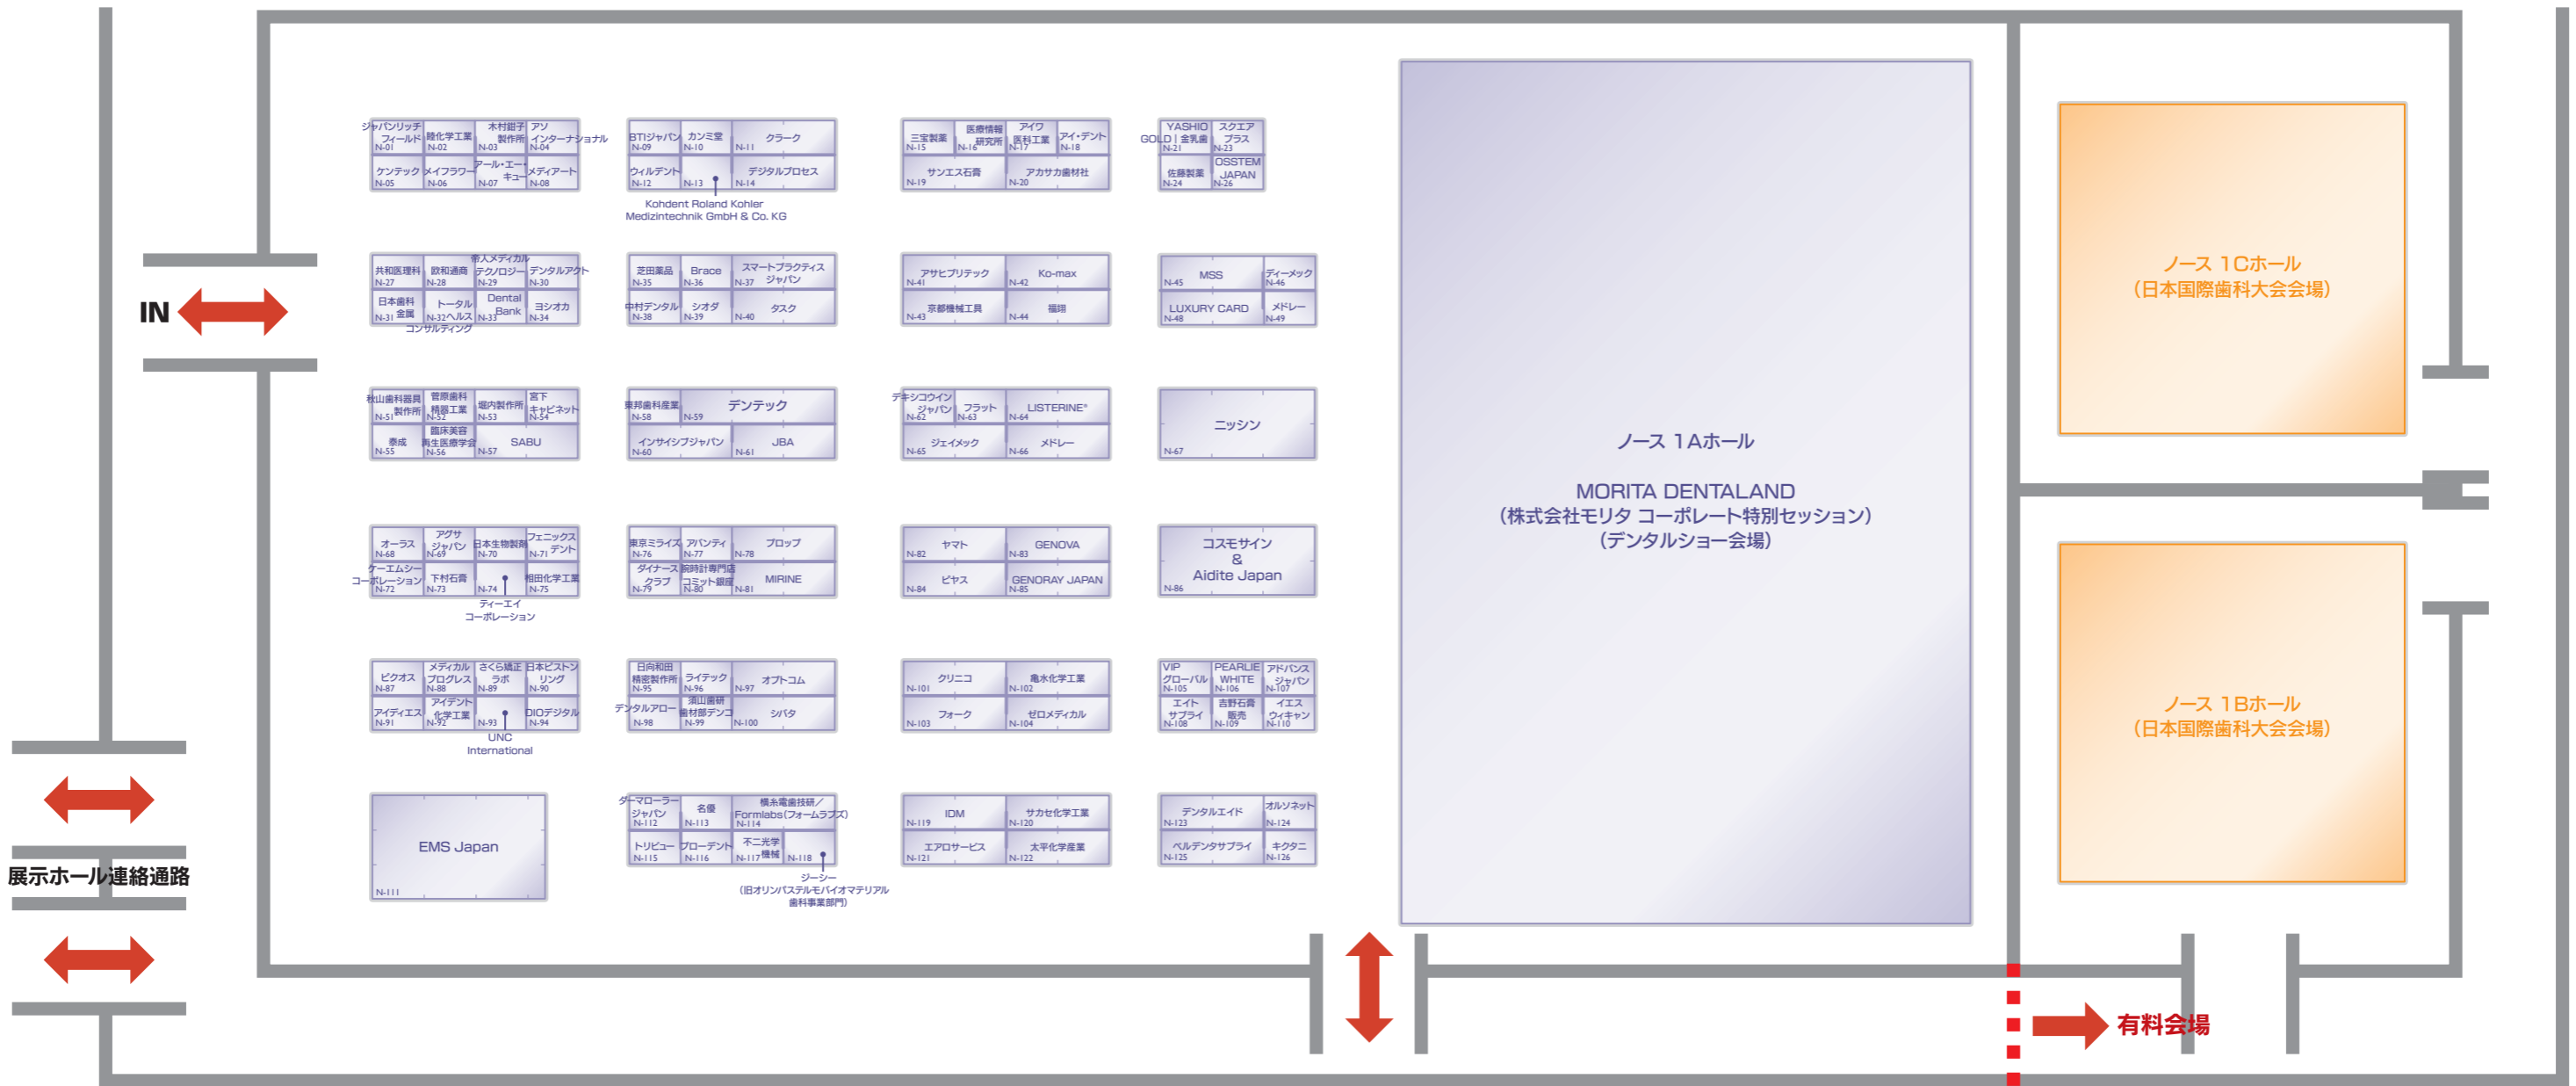 ジャパンリッチ
フィールド
N-01
睦化学工業
N-02
木村鉗子
製作所
N-03
アソ
インターナショナル
N-04
ケンテック
N-05
メイフラワー
N-06
アール・エー・
キュー
N-07
メディアート
N-08
BTIジャパン
N-09
カンミ堂
N-10
クラーク
N-11
ウィルデント
N-12
N-13
デジタルプロセス
N-14
Kohdent Roland Kohler
Medizintechnik GmbH & Co. KG
三宝製薬
N-15
医療情報
研究所
N-16
アイワ
医科工業
N-17
アイ・デント
N-18
サンエス石膏
N-19
アカサカ歯材社
N-20
YASHIO
GOLD|金乳歯
N-21
スクエア
プラス
N-23
佐藤製薬
N-24
OSSTEM
JAPAN
N-26
共和医理科
N-27
欧和通商
N-28
帝人メディカル
テクノロジー
N-29
デンタルアクト
N-30
日本歯科
金属
N-31
トータル
ヘルス
コンサルティング
N-32
Dental
Bank
N-33
ヨシオカ
N-34
芝田薬品
N-35
Brace
N-36
スマートプラクティス
ジャパン
N-37
中村デンタル
N-38
シオダ
N-39
タスク
N-40
アサヒプリテック
N-41
Ko-max
N-42
京都機械工具
N-43
福翊
N-44
MSS
N-45
ディーメック
N-46
LUXURY CARD
N-48
メドレー
N-49
IN
秋山歯科器具
製作所
N-51
菅原歯科
精器工業
N-52
堀内製作所
N-53
宮下
キャビネット
N-54
泰成
N-55
臨床美容
再生医療学会
N-56
SABU
N-57
東邦歯科産業
N-58
デンテック
N-59
インサイシブジャパン
N-60
JBA
N-61
デキシコウイン
ジャパン
N-62
フラット
N-63
LISTERINE®
N-64
ジェイメック
N-65
メドレー
N-66
ニッシン
N-67
オーラス
N-68
アグサ
ジャパン
N-69
日本生物製剤
N-70
フェニックス
デント
N-71
ケーエムシー
コーポレーション
N-72
下村石膏
N-73
N-74
相田化学工業
N-75
ティーエイ
コーポレーション
東京ミライズ
N-76
アバンティ
N-77
プロップ
N-78
ダイナース
クラブ
N-79
腕時計専門店
コミット銀座
N-80
MIRINE
N-81
ヤマト
N-82
GENOVA
N-83
ビヤス
N-84
GENORAY JAPAN
N-85
コスモサイン
&
Aidite Japan
N-86
ピクオス
N-87
メディカル
プログレス
N-88
さくら矯正
ラボ
N-89
日本ピストン
リング
N-90
アイディエス
N-91
アイデント
化学工業
N-92
N-93
DIOデジタル
N-94
UNC
International
日向和田
精密製作所
N-95
ライテック
N-96
オプトコム
N-97
デンタルアロー
N-98
須山歯研
歯材部デンコ
N-99
シバタ
N-100
クリニコ
N-101
亀水化学工業
N-102
フォーク
N-103
ゼロメディカル
N-104
VIP
グローバル
N-105
PEARLIE
WHITE
N-106
アドバンス
ジャパン
N-107
エイト
サプライ
N-108
吉野石膏
販売
N-109
イエス
ウィキャン
N-110
EMS Japan
N-111
ダーマローラー
ジャパン
N-112
名優
N-113
横糸電歯技研／
Formlabs(フォームラブズ)
N-114
トリビュー
N-115
プローデント
N-116
不二光学
機械
N-117
N-118
ジーシー
(旧オリンパステルモバイオマテリアル
歯科事業部門)
IDM
N-119
サカセ化学工業
N-120
エアロサービス
N-121
太平化学産業
N-122
デンタルエイド
N-123
オルソネット
N-124
ベルデンタサプライ
N-125
キクタニ
N-126
ノース 1Aホール
MORITA DENTALAND
(株式会社モリタ コーポレート特別セッション)
(デンタルショー会場)
ノース 1Cホール
(日本国際歯科大会会場)
ノース 1Bホール
(日本国際歯科大会会場)
展示ホール連絡通路
有料会場